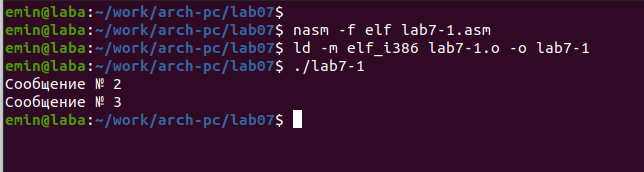 emin@laba:~/work/arch-pc/lab07$
emin@laba:~/work/arch-pc/lab07$ nasm -f elf lab7-1.asm
emin@laba:~/work/arch-pc/lab07$ ld -m elf_i386 lab7-1.o -o lab7-1
emin@laba:~/work/arch-pc/lab07$ ./lab7-1
Сообщение № 2
Сообщение № 3
emin@laba:~/work/arch-pc/lab07$